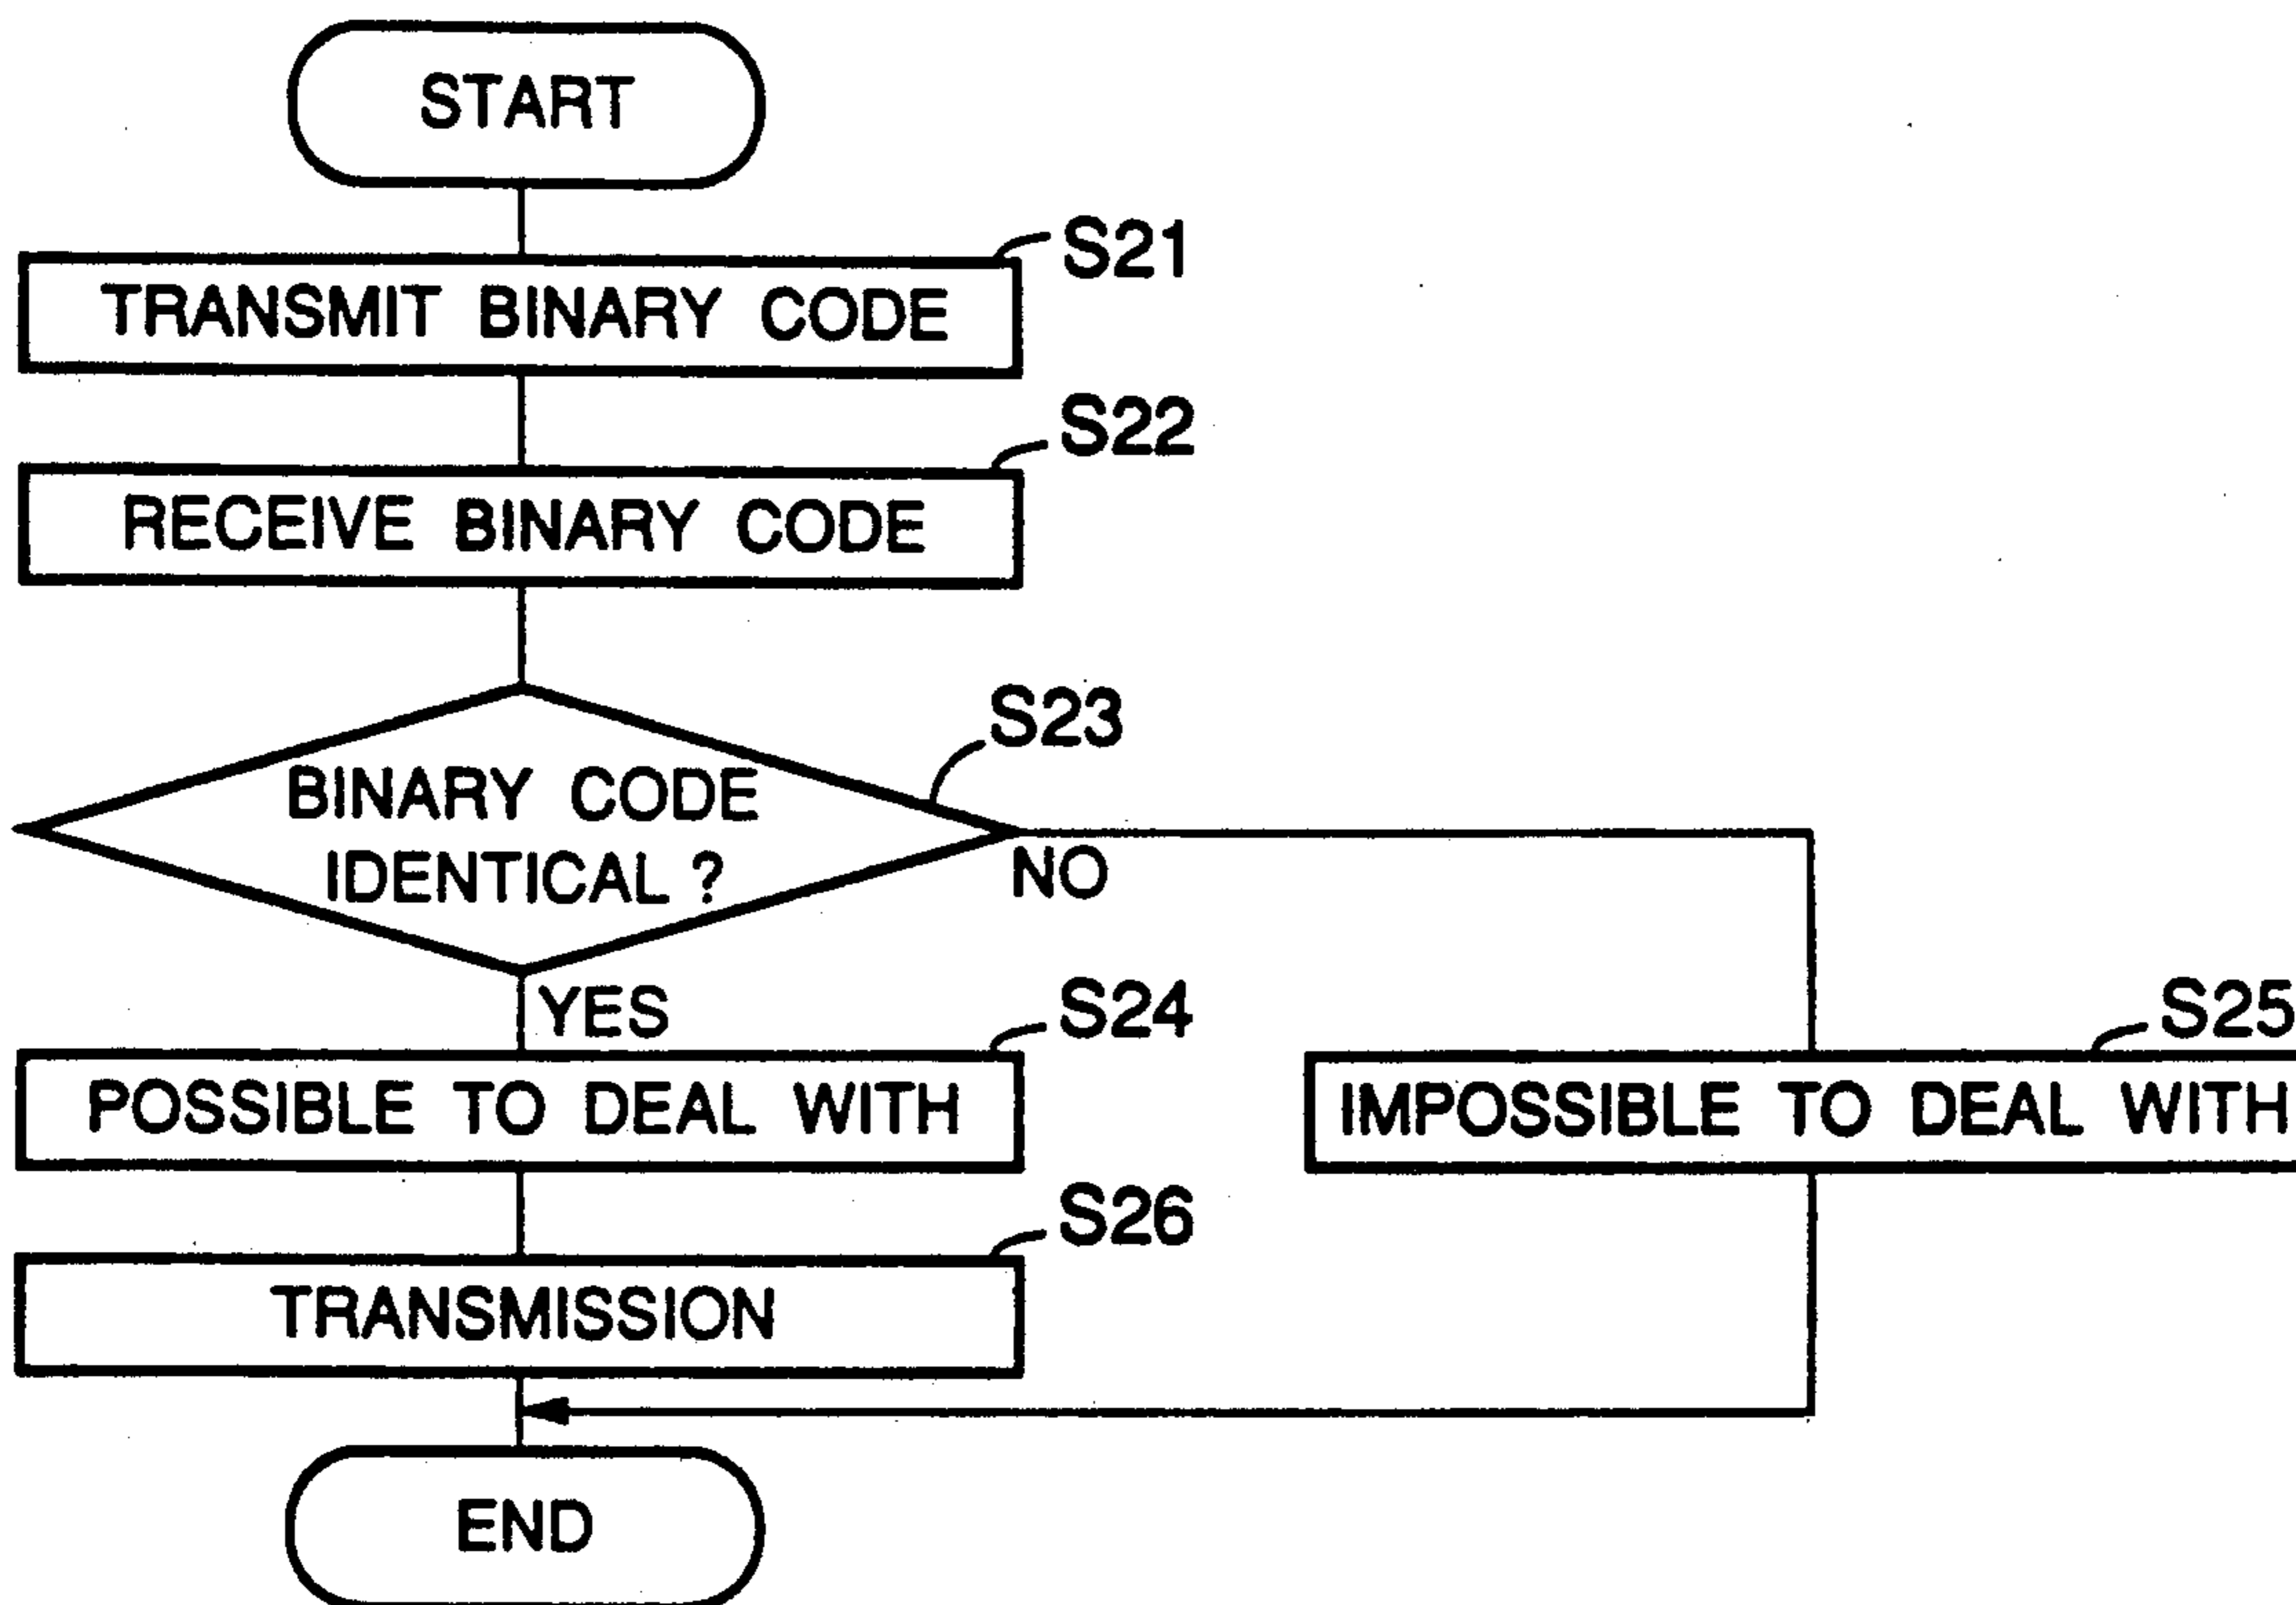 START
S21
TRANSMIT BINARY CODE
S22
RECEIVE BINARY CODE
S23
BINARY CODE
IDENTICAL ?
NO
YES
S24
POSSIBLE TO DEAL WITH
S25
IMPOSSIBLE TO DEAL WITH
S26
TRANSMISSION
END